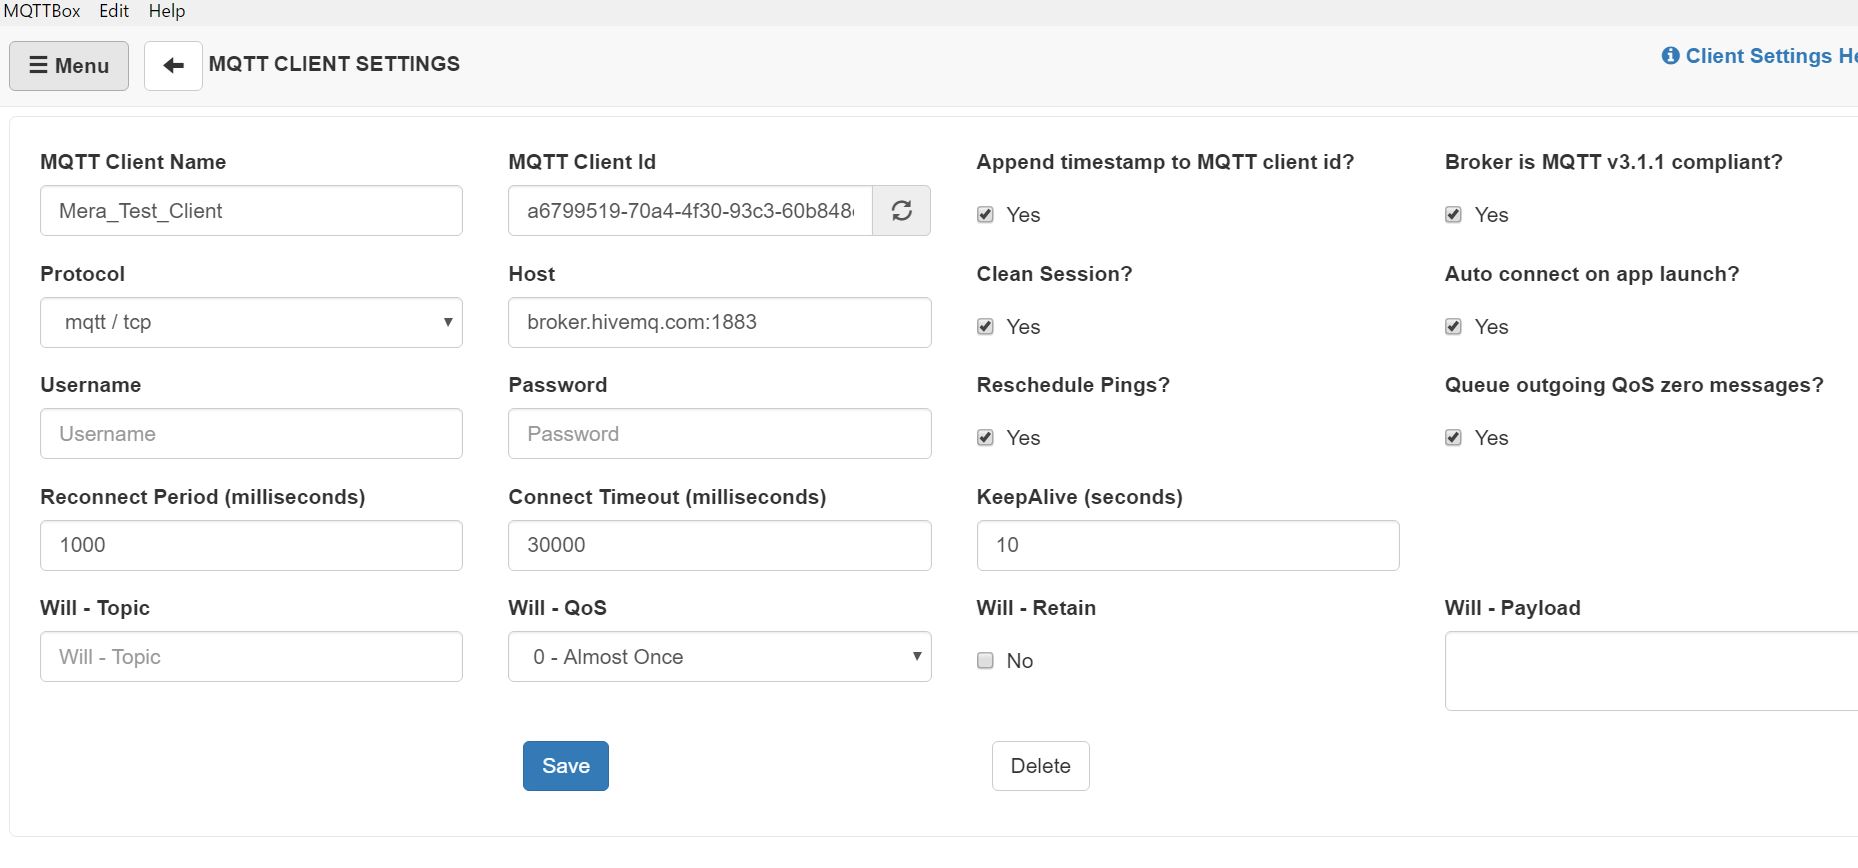 MQTTBox Edit Help
Menu MQTT CLIENT SETTINGS Client Settings He
MQTT Client Name MQTT Client Id Append timestamp to MQTT client id? Broker is MQTT v3.1.1 compliant?
Mera_Test_Client a6799519-70a4-4f30-93c3-60b848 Yes Yes
Protocol Host Clean Session? Auto connect on app launch?
mqtt / tcp broker.hivemq.com:1883 Yes Yes
Username Password Reschedule Pings? Queue outgoing QoS zero messages?
Username Password Yes Yes
Reconnect Period (milliseconds) Connect Timeout (milliseconds) KeepAlive (seconds)
1000 30000 10
Will - Topic Will - QoS Will - Retain Will - Payload
Will - Topic 0 - Almost Once No
Save Delete